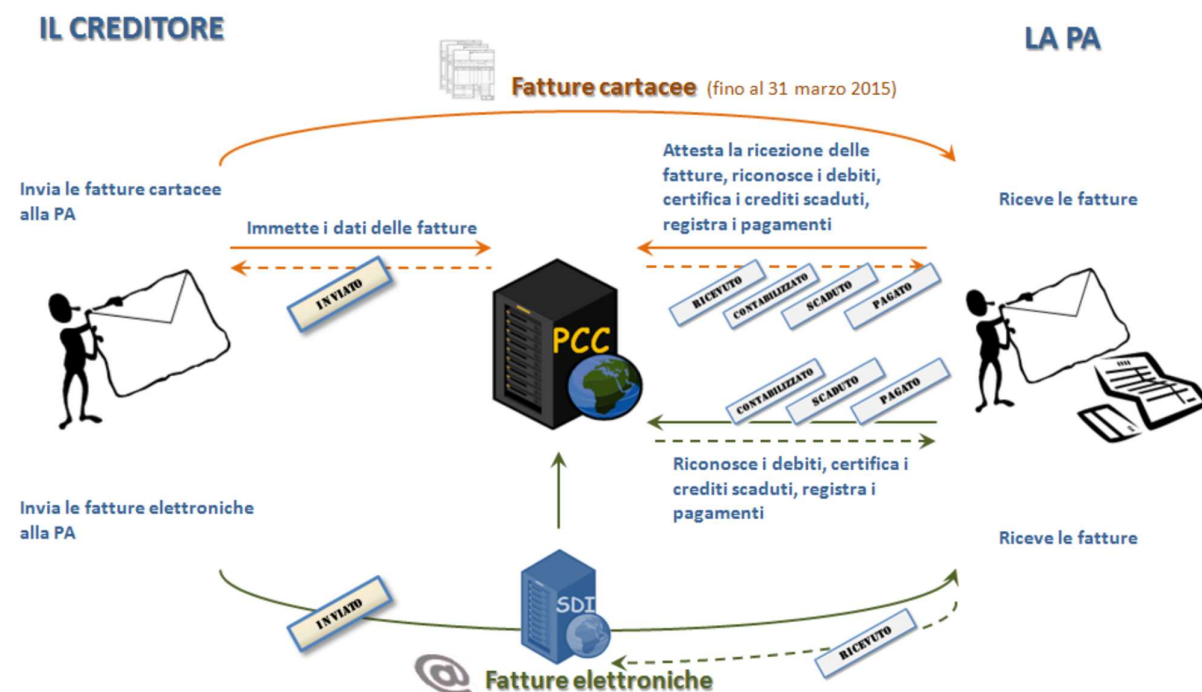 IL CREDITORE
LA PA
Fatture cartacee (fino al 31 marzo 2015)
Invia le fatture cartacee
alla PA
Immette i dati delle fatture
Attesta la ricezione delle
fatture, riconosce i debiti,
certifica i crediti scaduti,
registra i pagamenti
Riceve le fatture
INVIATO
RICEVUTO
CONTABILIZZATO
SCADUTO
PAGATO
PCC
CONTABILIZZATO
SCADUTO
PAGATO
Riconosce i debiti, certifica i
crediti scaduti, registra i
pagamenti
Invia le fatture elettroniche
alla PA
Riceve le fatture
INVIATO
SDI
RICEVUTO
@ Fatture elettroniche